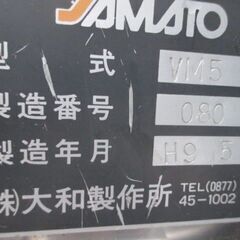 YAMATO
型 式 VM5
製造番号 080
製造年月 H9.5
㈱大和製作所 TEL(0877)
45-1002